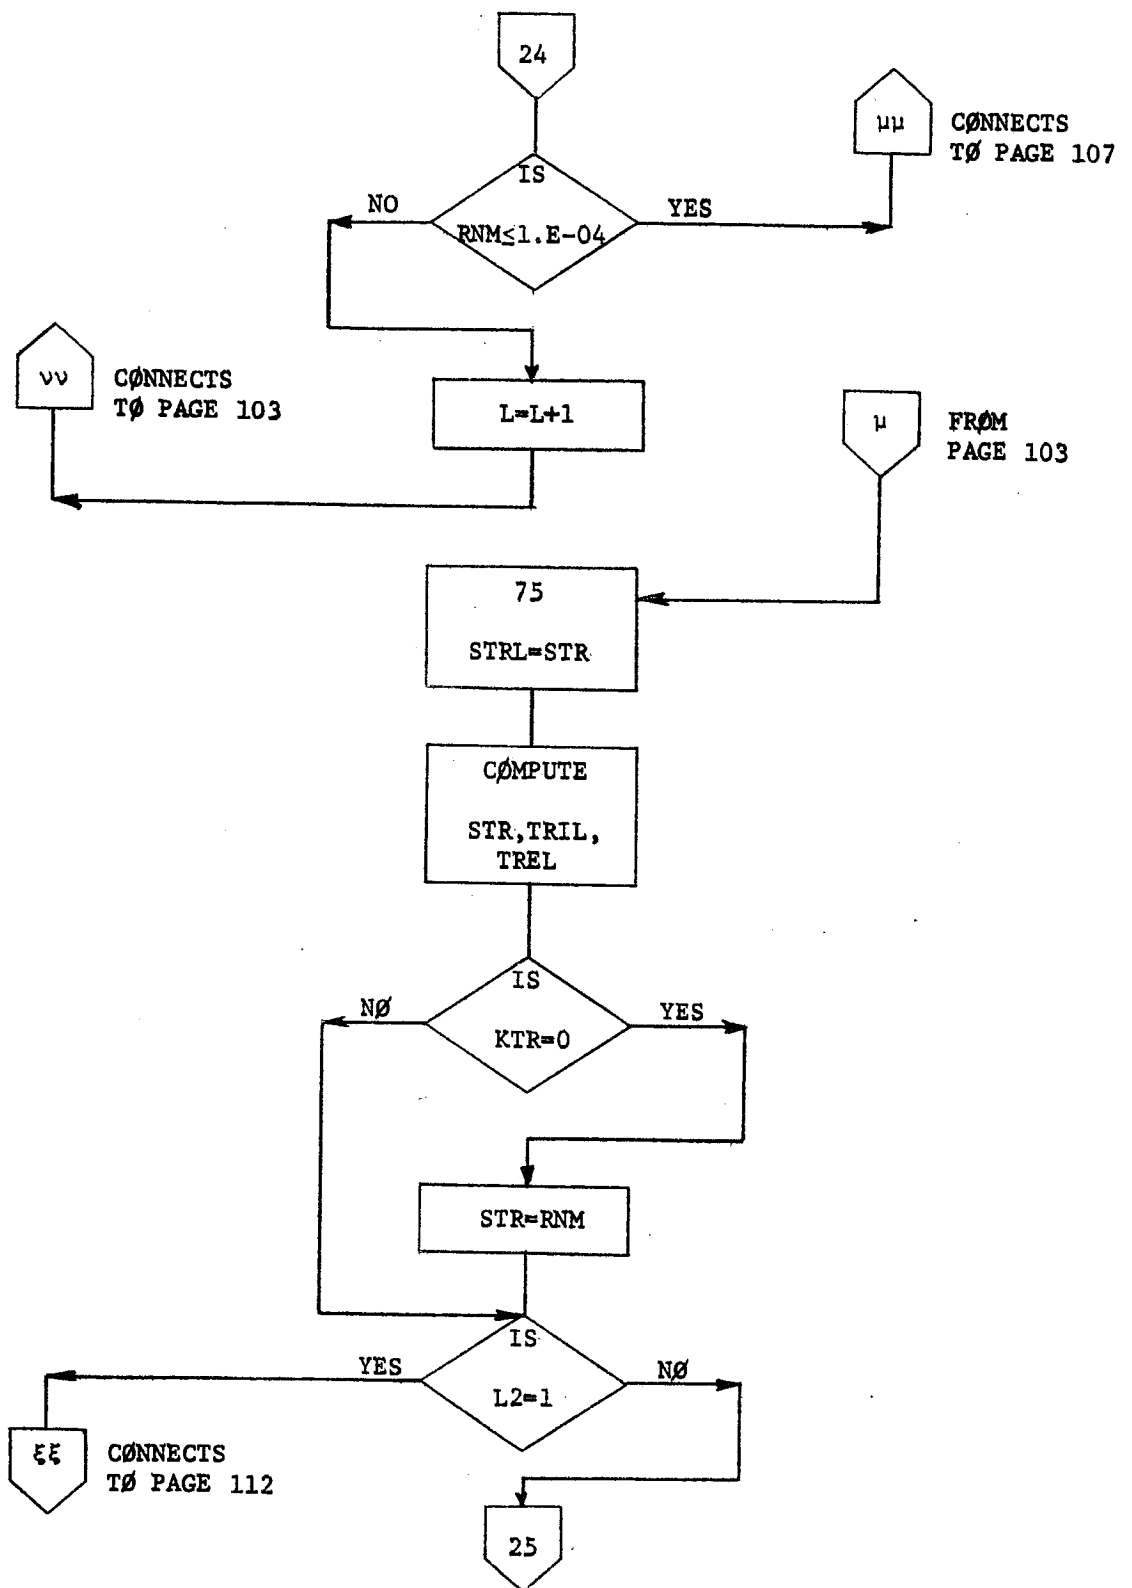 24
μμ
CØNNECTS
TØ PAGE 107
IS
RNM≤1.E-04
NO
YES
νν
CØNNECTS
TØ PAGE 103
L=L+1
μ
FRØM
PAGE 103
75
STRL=STR
CØMPUTE
STR,TRIL,
TREL
IS
KTR=0
NØ
YES
STR=RNM
IS
L2=1
YES
NØ
ξξ
CØNNECTS
TØ PAGE 112
25